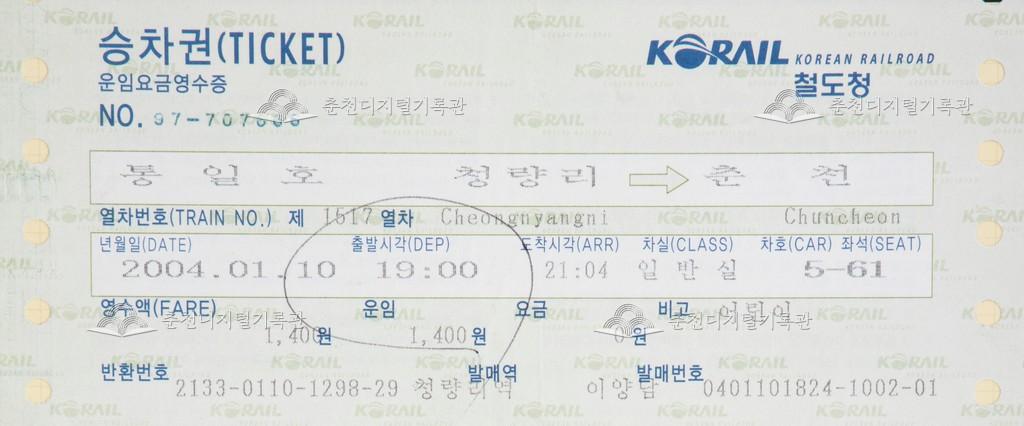 승차권(TICKET)
운임요금영수증
NO. 97-707
KORAIL KOREAN RAILROAD
철도청
통 일 호 청량리 → 춘 천
열차번호(TRAIN NO.) 제 1517 열차 Cheongnyangni Chuncheon
년월일(DATE) 출발시각(DEP) 도착시각(ARR) 차실(CLASS) 차호(CAR) 좌석(SEAT)
2004.01.10 19:00 21:04 일반실 5-61
영수액(FARE) 운임 요금 비고 어린이
1,400원 1,400원 0원
반환번호 발매역 발매번호
2133-0110-1298-29 청량리역 이양담 0401101824-1002-01
춘천디지털기록관
춘천디지털기록관
춘천디지털기록관
춘천디지털기록관